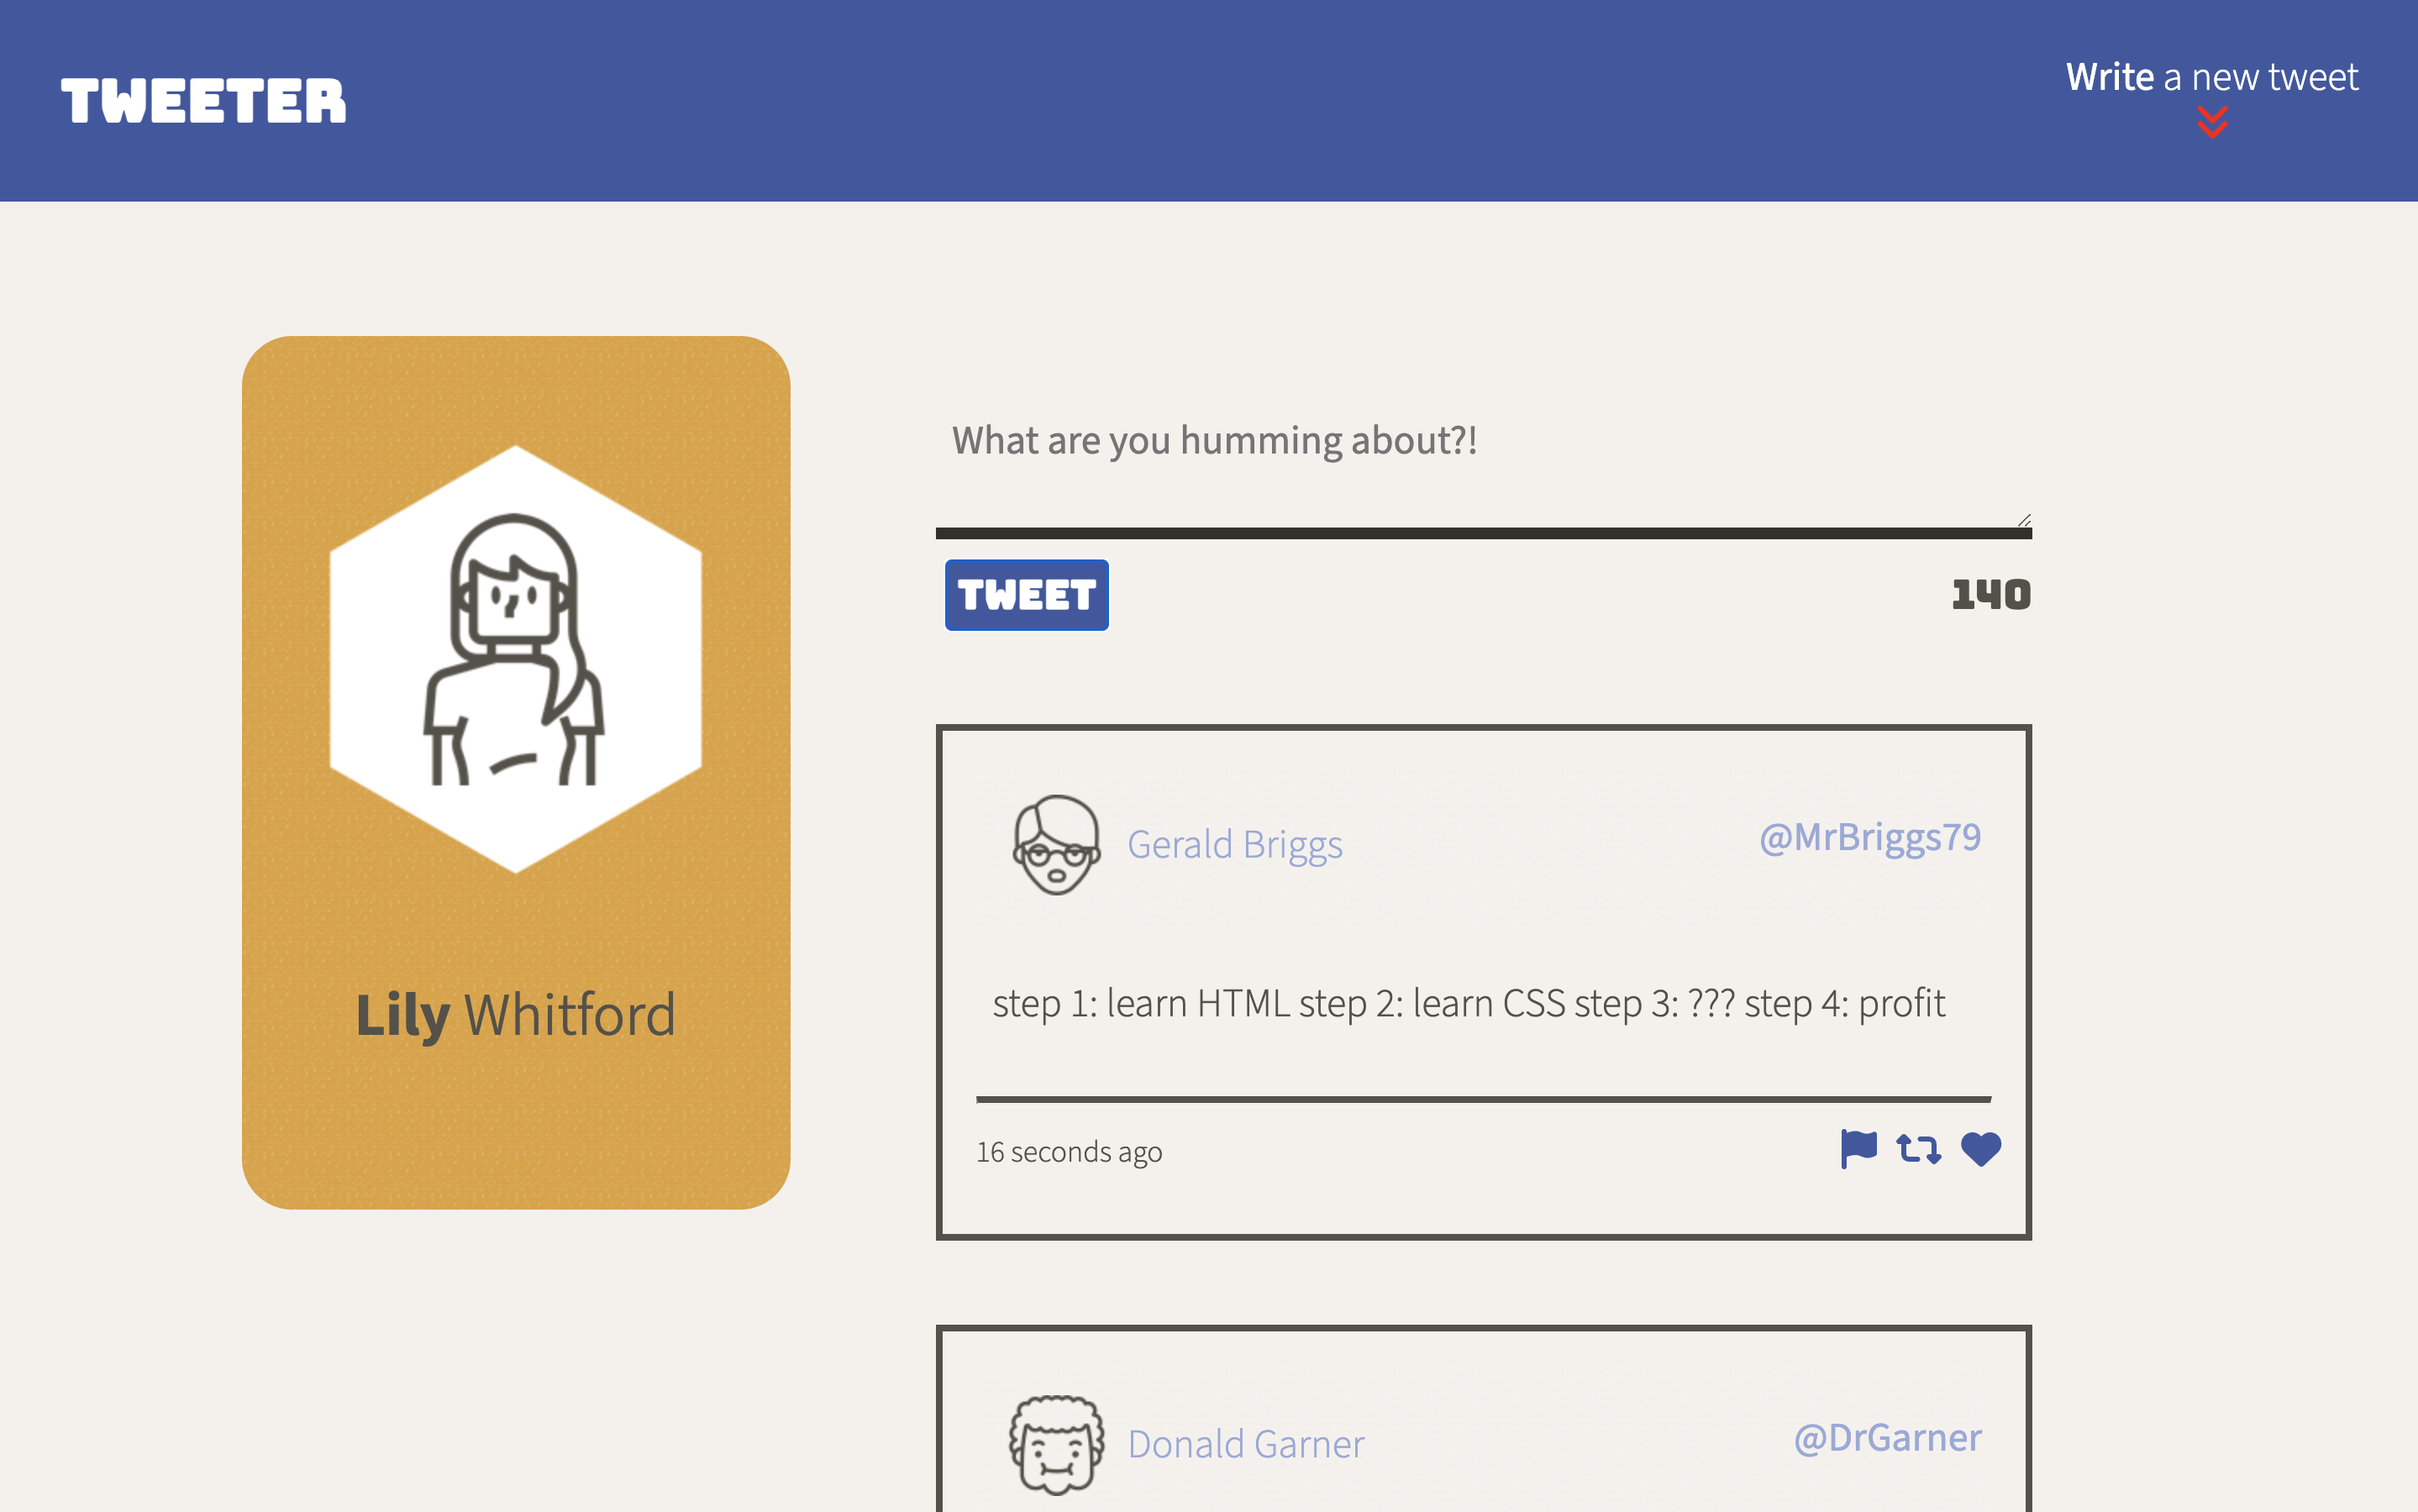 TWEETER
Write a new tweet
What are you humming about?!
TWEET
140
Lily Whitford
Gerald Briggs
@MrBriggs79
step 1: learn HTML step 2: learn CSS step 3: ??? step 4: profit
16 seconds ago
Donald Garner
@DrGarner